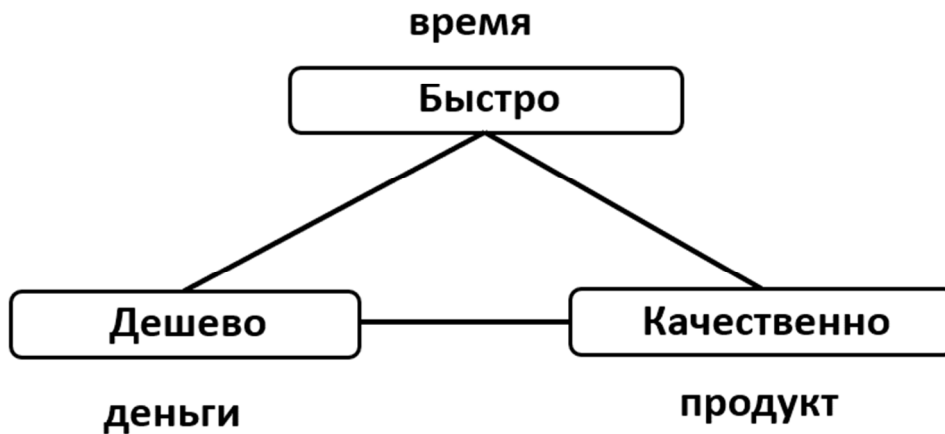 время
Быстро
Дешево
Качественно
деньги
продукт